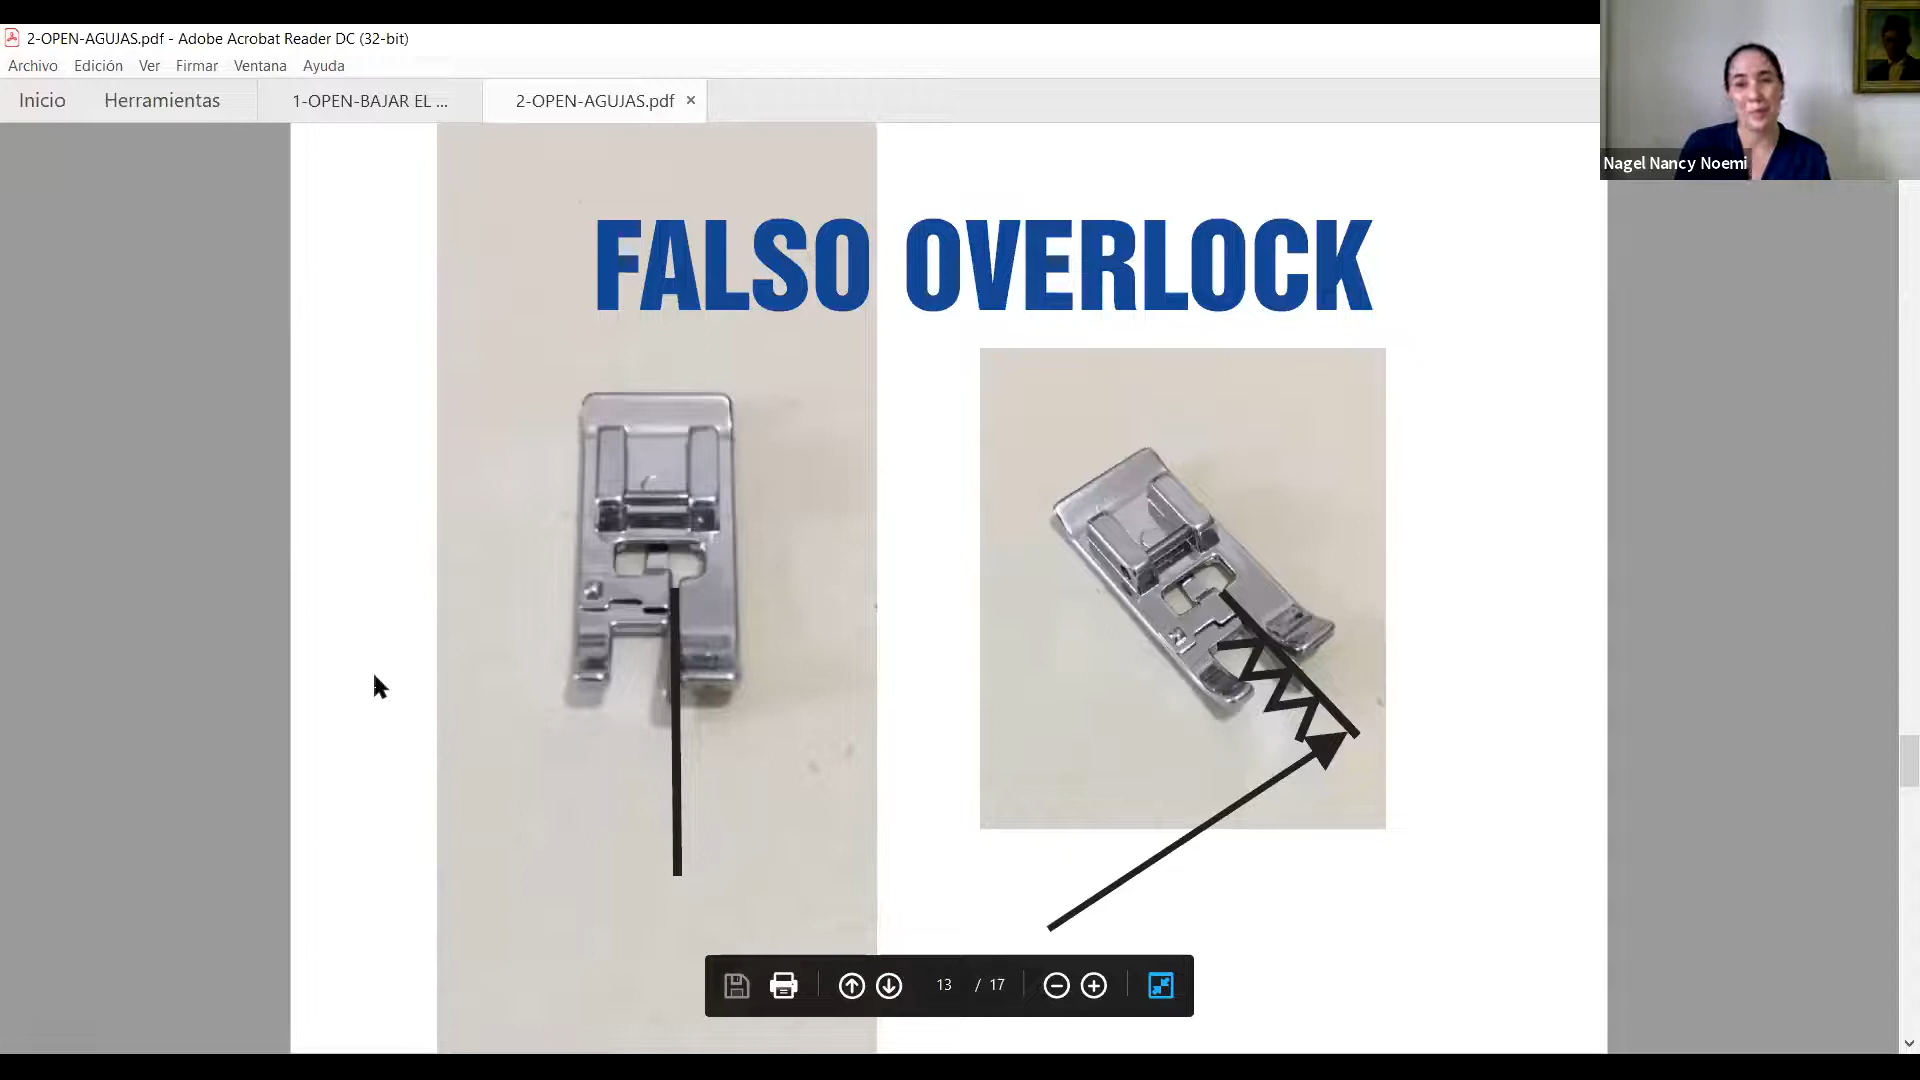 2-OPEN-AGUJAS.pdf - Adobe Acrobat Reader DC (32-bit)
Archivo Edición Ver Firmar Ventana Ayuda
Inicio Herramientas 1-OPEN-BAJAR EL ... 2-OPEN-AGUJAS.pdf ×
Nagel Nancy Noemi
FALSO OVERLOCK
13 / 17